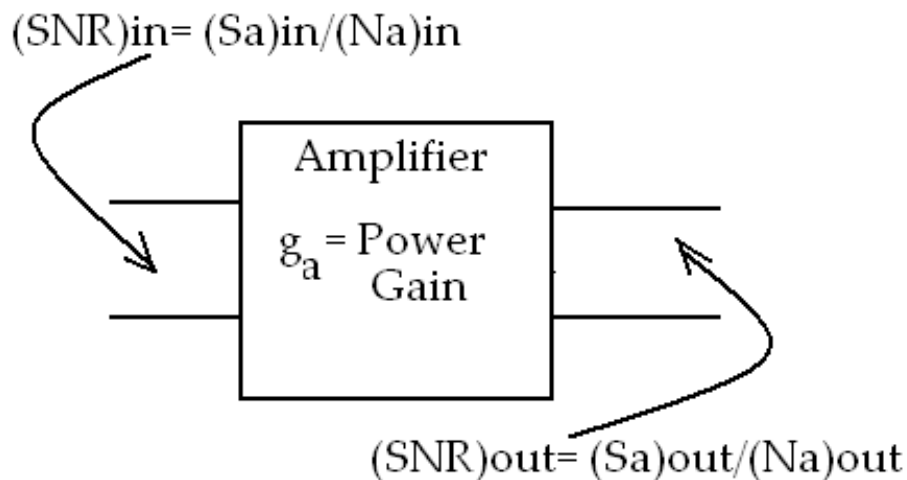 (SNR)in= (Sa)in/(Na)in
Amplifier
ga= Power
Gain
(SNR)out= (Sa)out/(Na)out